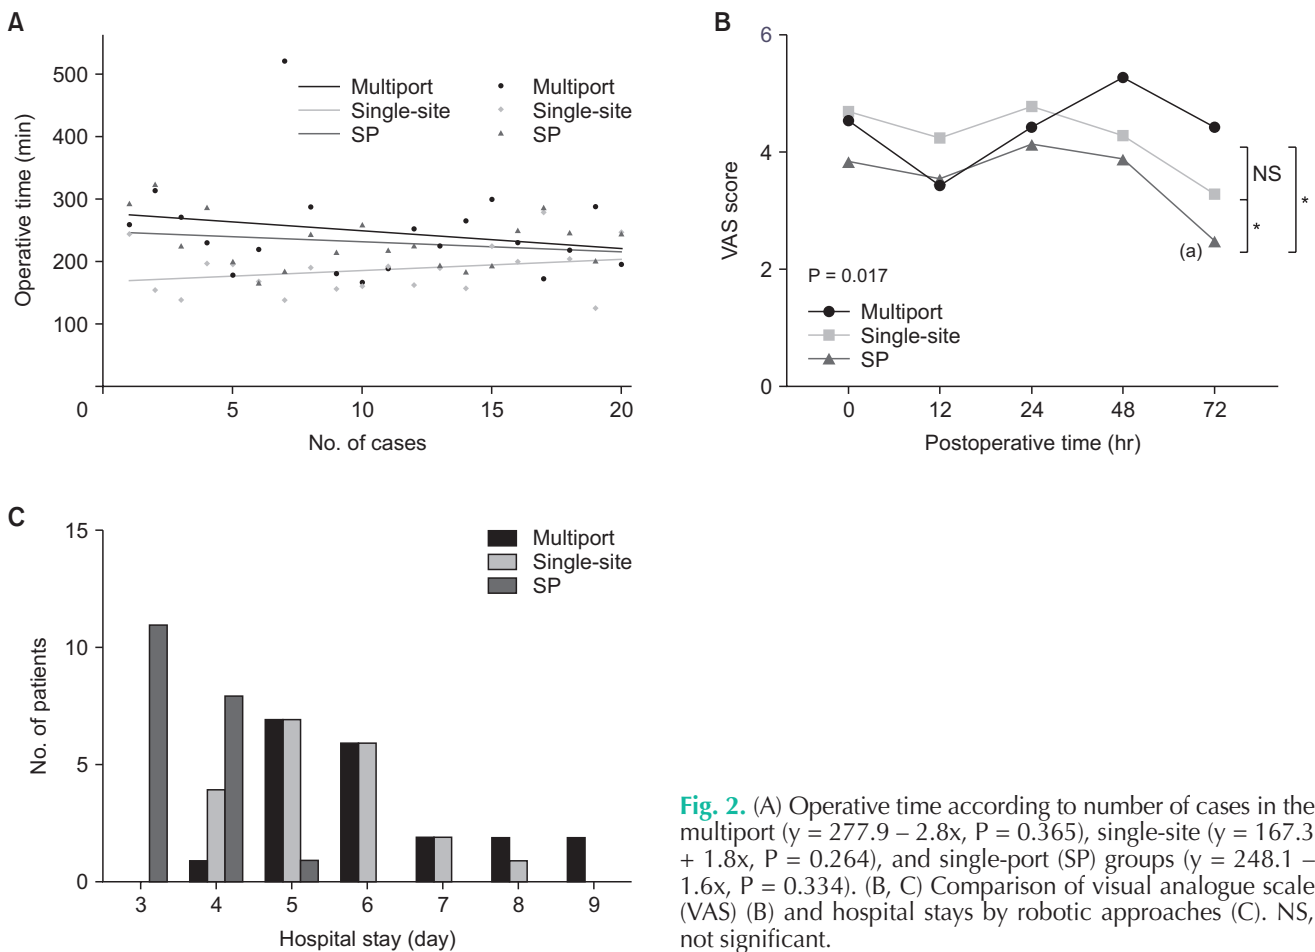 A
500
400
300
200
100
0
5
10
15
20
Operative time (min)
No. of cases
Multiport
Single-site
SP
Multiport
Single-site
SP
B
6
4
2
0
0
12
24
48
72
VAS score
Postoperative time (hr)
P = 0.017
Multiport
Single-site
SP
(a)
NS
*
*
C
15
10
5
0
3
4
5
6
7
8
9
No. of patients
Hospital stay (day)
Multiport
Single-site
SP
Fig. 2. (A) Operative time according to number of cases in the
multiport (y = 277.9 – 2.8x, P = 0.365), single-site (y = 167.3
+ 1.8x, P = 0.264), and single-port (SP) groups (y = 248.1 –
1.6x, P = 0.334). (B, C) Comparison of visual analogue scale
(VAS) (B) and hospital stays by robotic approaches (C). NS,
not significant.